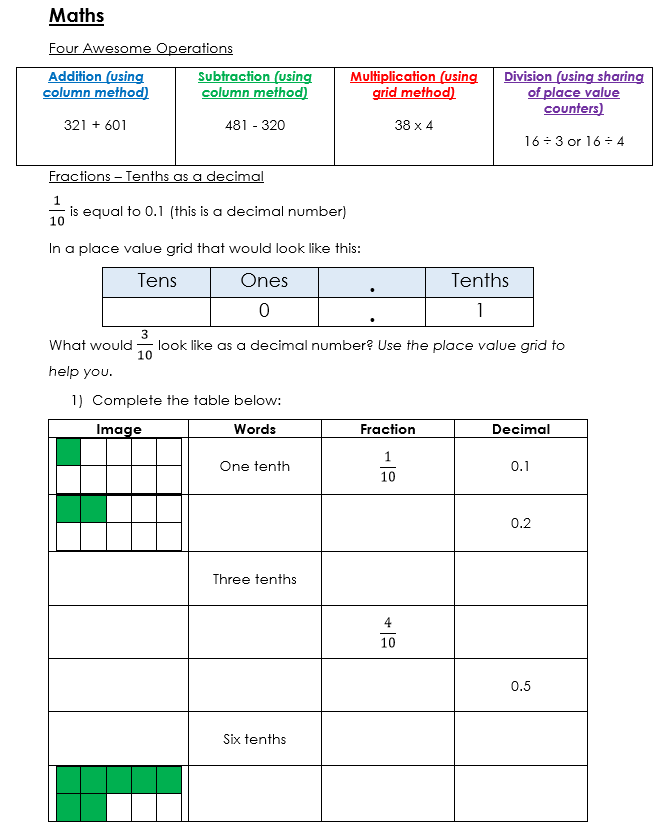 Maths
Four Awesome Operations
Addition (using column method)
321 + 601
Subtraction (using column method)
481 - 320
Multiplication (using grid method)
38 x 4
Division (using sharing of place value counters)
16 ÷ 3 or 16 ÷ 4
Fractions – Tenths as a decimal
1/10 is equal to 0.1 (this is a decimal number)
In a place value grid that would look like this:
Tens Ones . Tenths
0 . 1
What would 3/10 look like as a decimal number? Use the place value grid to
help you.
1) Complete the table below:
Image Words Fraction Decimal
One tenth 1/10 0.1
0.2
Three tenths
4/10
0.5
Six tenths